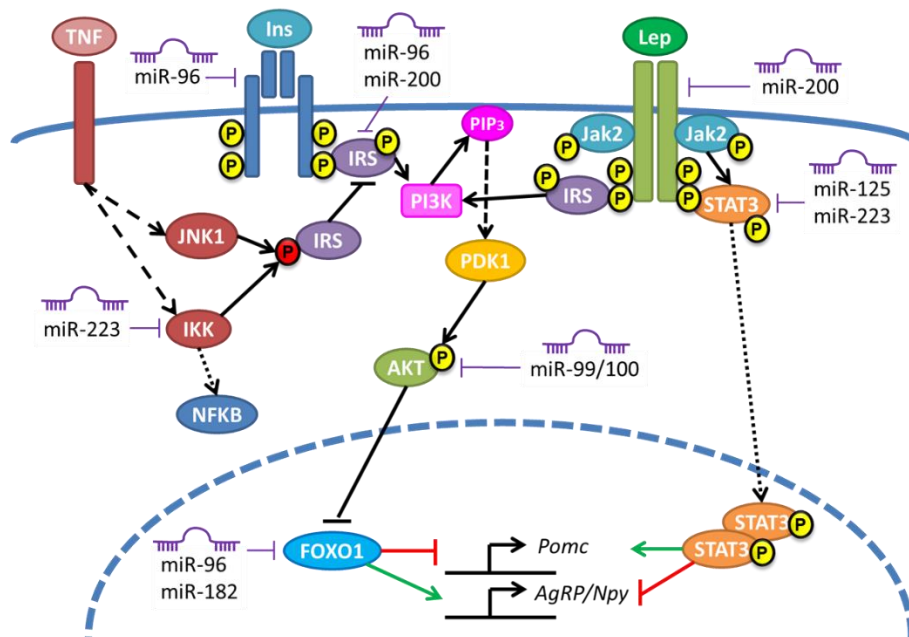 TNF
Ins
Lep
miR-96
miR-96
miR-200
miR-200
PIP3
P
P
P
P
P
IRS
P
Jak2
P
Jak2
P
PI3K
P
IRS
P
P
P
STAT3
P
miR-125
miR-223
JNK1
P
IRS
PDK1
miR-223
IKK
AKT
P
miR-99/100
NFKB
STAT3
P
miR-96
miR-182
FOXO1
Pomc
STAT3
P
AgRP/Npy